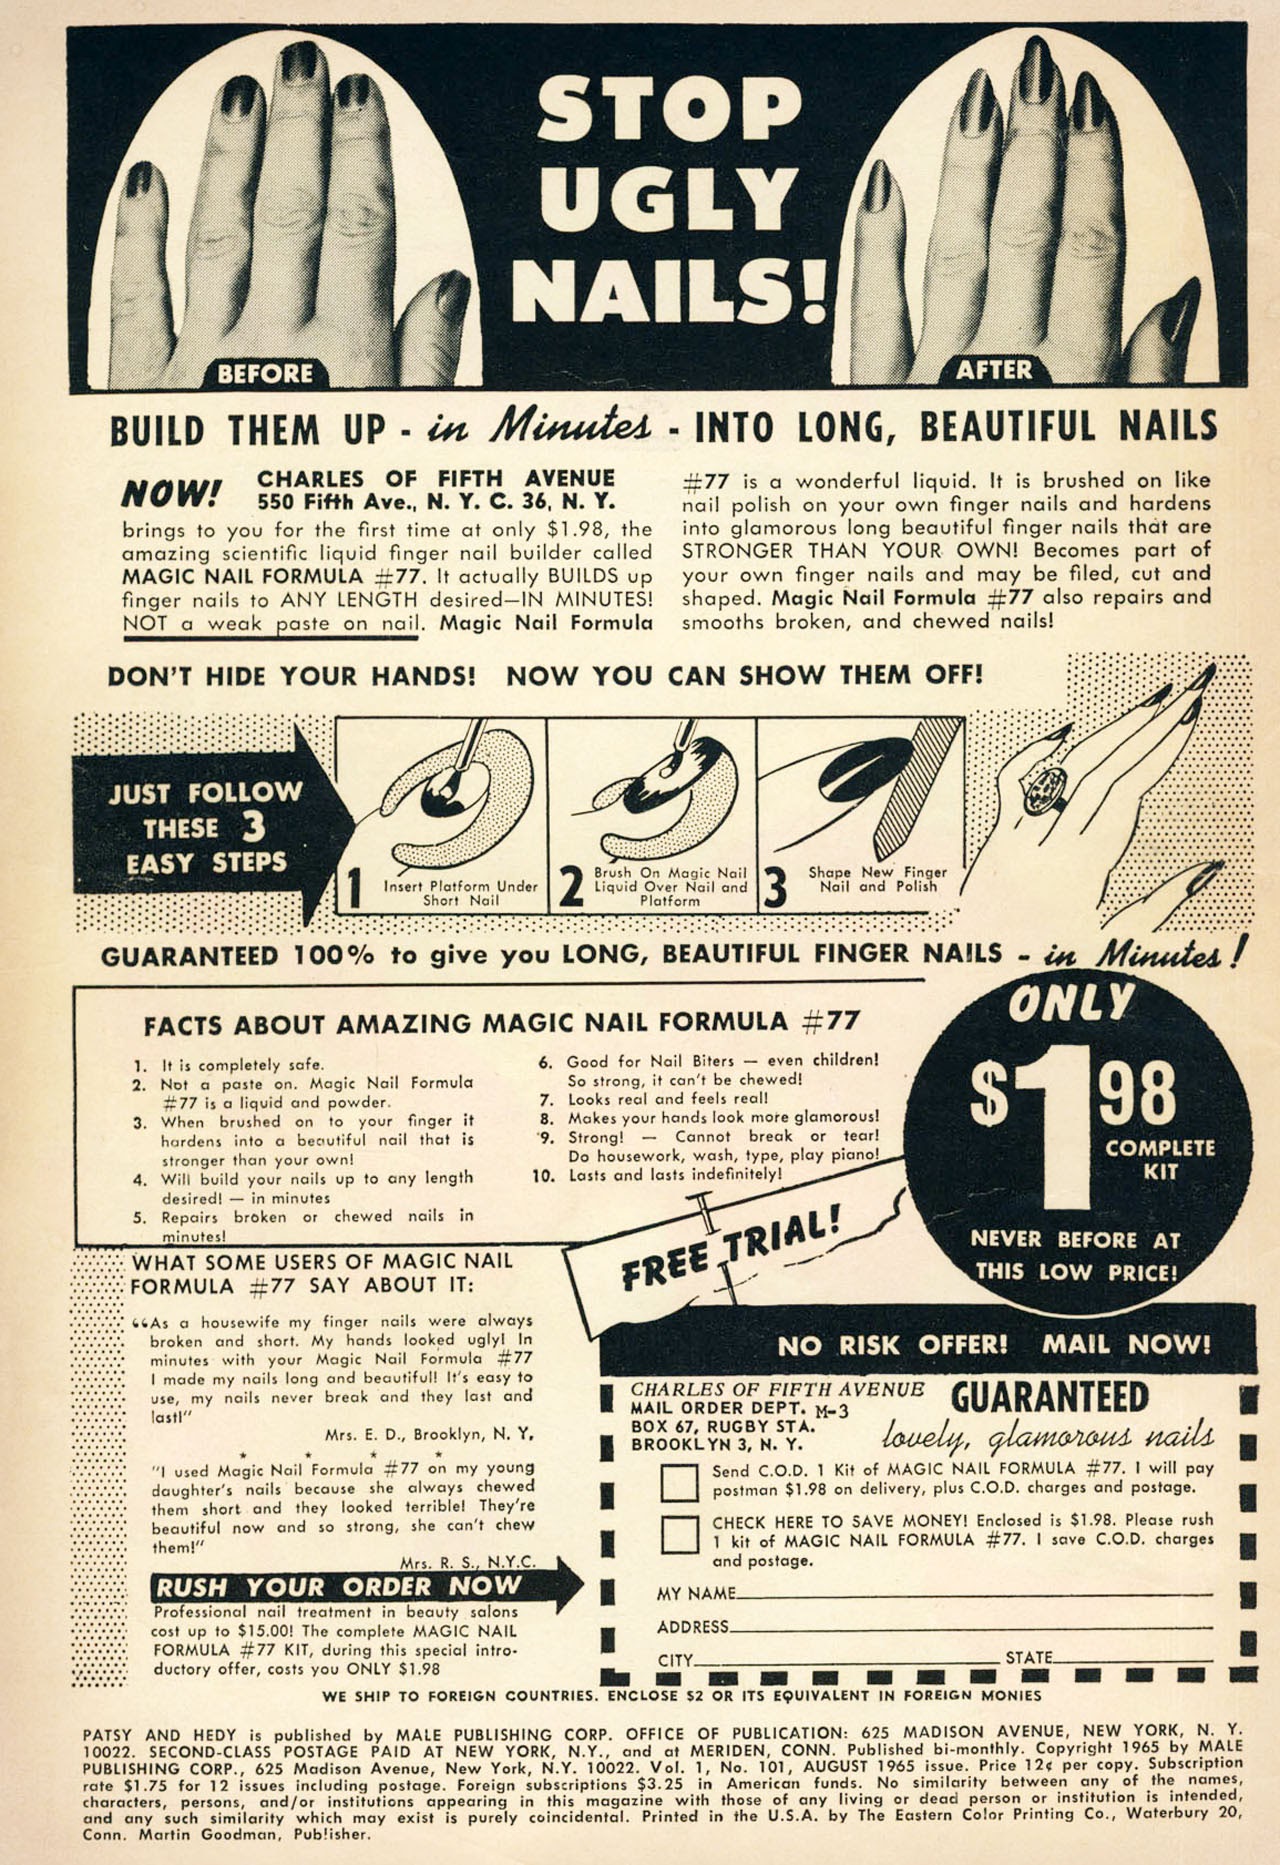 STOP
UGLY
NAILS!
BEFORE
AFTER
BUILD THEM UP - in Minutes - INTO LONG, BEAUTIFUL NAILS
NOW! CHARLES OF FIFTH AVENUE
550 Fifth Ave., N. Y. C. 36, N. Y.
brings to you for the first time at only $1.98, the
amazing scientific liquid finger nail builder called
MAGIC NAIL FORMULA #77. It actually BUILDS up
finger nails to ANY LENGTH desired—IN MINUTES!
NOT a weak paste on nail. Magic Nail Formula
#77 is a wonderful liquid. It is brushed on like
nail polish on your own finger nails and hardens
into glamorous long beautiful finger nails that are
STRONGER THAN YOUR OWN! Becomes part of
your own finger nails and may be filed, cut and
shaped. Magic Nail Formula #77 also repairs and
smooths broken, and chewed nails!
DON'T HIDE YOUR HANDS! NOW YOU CAN SHOW THEM OFF!
JUST FOLLOW
THESE 3
EASY STEPS
1 Insert Platform Under
Short Nail
2 Brush On Magic Nail
Liquid Over Nail and
Platform
3 Shape New Finger
Nail and Polish
GUARANTEED 100% to give you LONG, BEAUTIFUL FINGER NAILS - in Minutes!
FACTS ABOUT AMAZING MAGIC NAIL FORMULA #77
1. It is completely safe.
2. Not a paste on. Magic Nail Formula
#77 is a liquid and powder.
3. When brushed on to your finger it
hardens into a beautiful nail that is
stronger than your own!
4. Will build your nails up to any length
desired! — in minutes
5. Repairs broken or chewed nails in
minutes!
6. Good for Nail Biters — even children!
So strong, it can't be chewed!
7. Looks real and feels real!
8. Makes your hands look more glamorous!
9. Strong! — Cannot break or tear!
Do housework, wash, type, play piano!
10. Lasts and lasts indefinitely!
ONLY
$1.98
COMPLETE
KIT
NEVER BEFORE AT
THIS LOW PRICE!
FREE TRIAL!
WHAT SOME USERS OF MAGIC NAIL
FORMULA #77 SAY ABOUT IT:
“As a housewife my finger nails were always
broken and short. My hands looked ugly! In
minutes with your Magic Nail Formula #77
I made my nails long and beautiful! It's easy to
use, my nails never break and they last and
last!"
Mrs. E. D., Brooklyn, N. Y.
* * * *
"I used Magic Nail Formula #77 on my young
daughter's nails because she always chewed
them short and they looked terrible! They're
beautiful now and so strong, she can't chew
them!"
Mrs. R. S., N.Y.C.
RUSH YOUR ORDER NOW
Professional nail treatment in beauty salons
cost up to $15.00! The complete MAGIC NAIL
FORMULA #77 KIT, during this special intro-
ductory offer, costs you ONLY $1.98
NO RISK OFFER! MAIL NOW!
CHARLES OF FIFTH AVENUE
MAIL ORDER DEPT. M-3
BOX 67, RUGBY STA.
BROOKLYN 3, N. Y.
GUARANTEED
lovely, glamorous nails
Send C.O.D. 1 Kit of MAGIC NAIL FORMULA #77. I will pay
postman $1.98 on delivery, plus C.O.D. charges and postage.
CHECK HERE TO SAVE MONEY! Enclosed is $1.98. Please rush
1 kit of MAGIC NAIL FORMULA #77. I save C.O.D. charges
and postage.
MY NAME
ADDRESS
CITY STATE
WE SHIP TO FOREIGN COUNTRIES. ENCLOSE $2 OR ITS EQUIVALENT IN FOREIGN MONIES
PATSY AND HEDY is published by MALE PUBLISHING CORP. OFFICE OF PUBLICATION: 625 MADISON AVENUE, NEW YORK, N. Y.
10022. SECOND-CLASS POSTAGE PAID AT NEW YORK, N.Y., and at MERIDEN, CONN. Published bi-monthly. Copyright 1965 by MALE
PUBLISHING CORP., 625 Madison Avenue, New York, N.Y. 10022. Vol. 1, No. 101, AUGUST 1965 issue. Price 12¢ per copy. Subscription
rate $1.75 for 12 issues including postage. Foreign subscriptions $3.25 in American funds. No similarity between any of the names,
characters, persons, and/or institutions appearing in this magazine with those of any living or dead person or institution is intended,
and any such similarity which may exist is purely coincidental. Printed in the U.S.A. by The Eastern Color Printing Co., Waterbury 20,
Conn. Martin Goodman, Publisher.